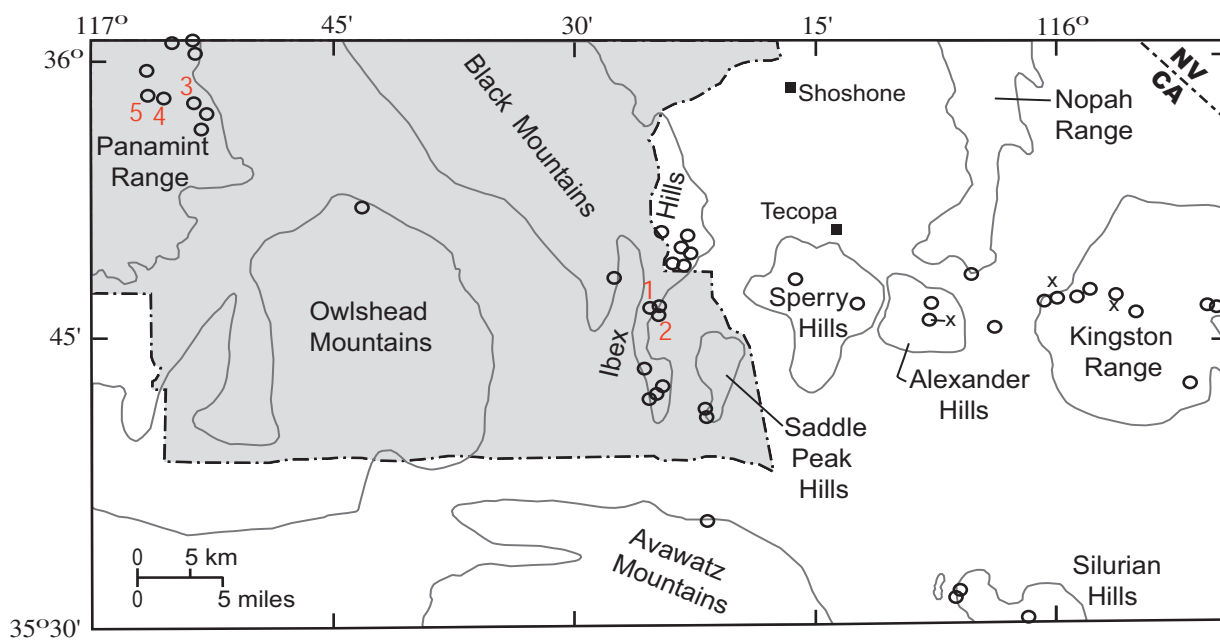 117° 45' 30' 15' 116°
36°
NV
CA
Black Mountains
Shoshone
Nopah
Range
3
5 4
Panamint
Range
Hills
Tecopa
Owlshead
Mountains
1
2
Ibex
Sperry
Hills
x
x
x
Kingston
Range
45'
Alexander
Hills
Saddle
Peak
Hills
Avawatz
Mountains
Silurian
Hills
0 5 km
0 5 miles
35°30'